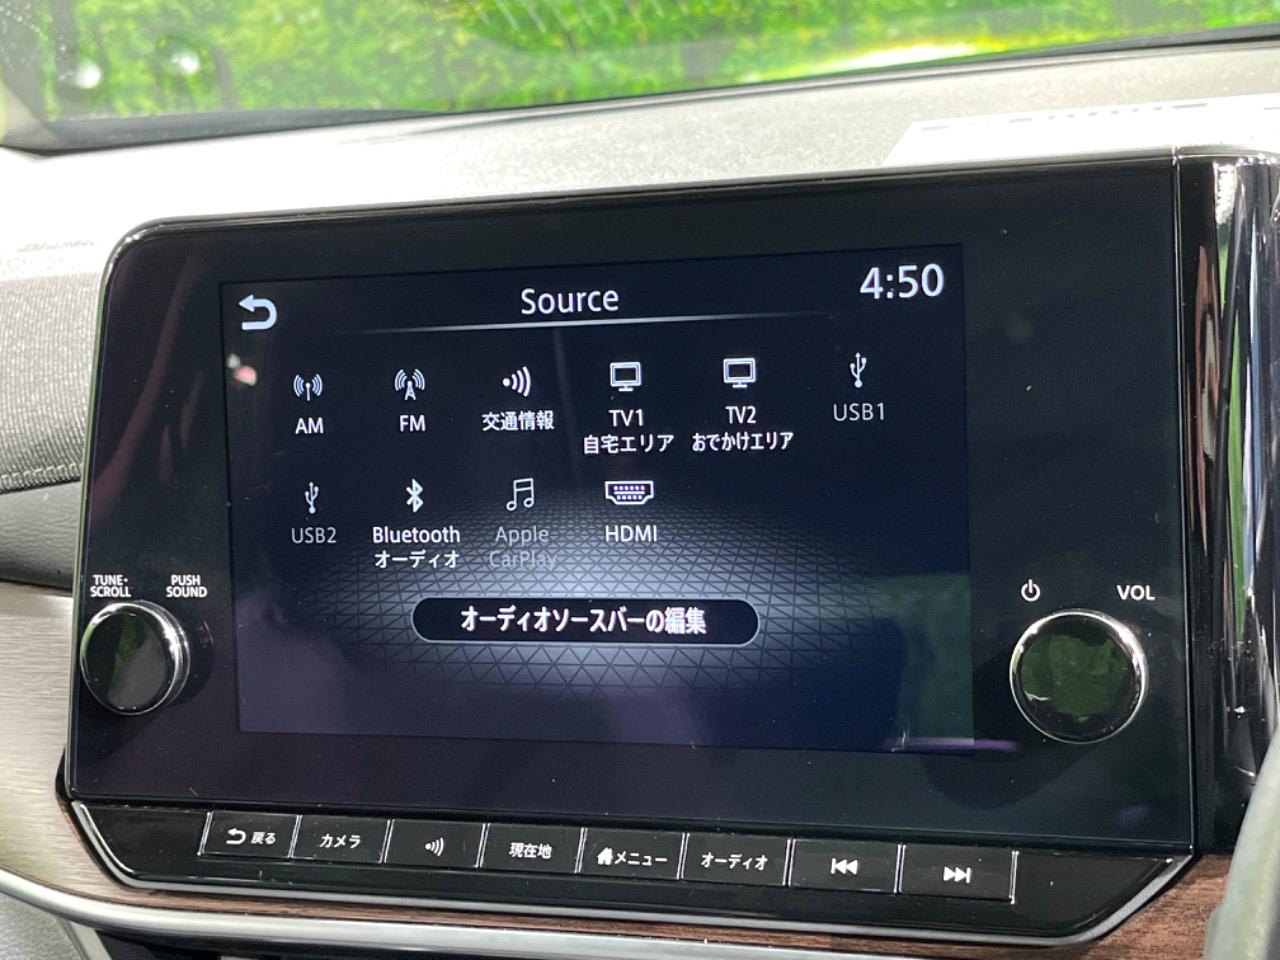 Source
4:50
AM
FM
交通情報
TV1
自宅エリア
TV2
おでかけエリア
USB1
USB2
Bluetooth
オーディオ
Apple
CarPlay
HDMI
オーディオソースバーの編集
TUNE・
SCROLL
PUSH
SOUND
VOL
戻る
カメラ
現在地
メニュー
オーディオ